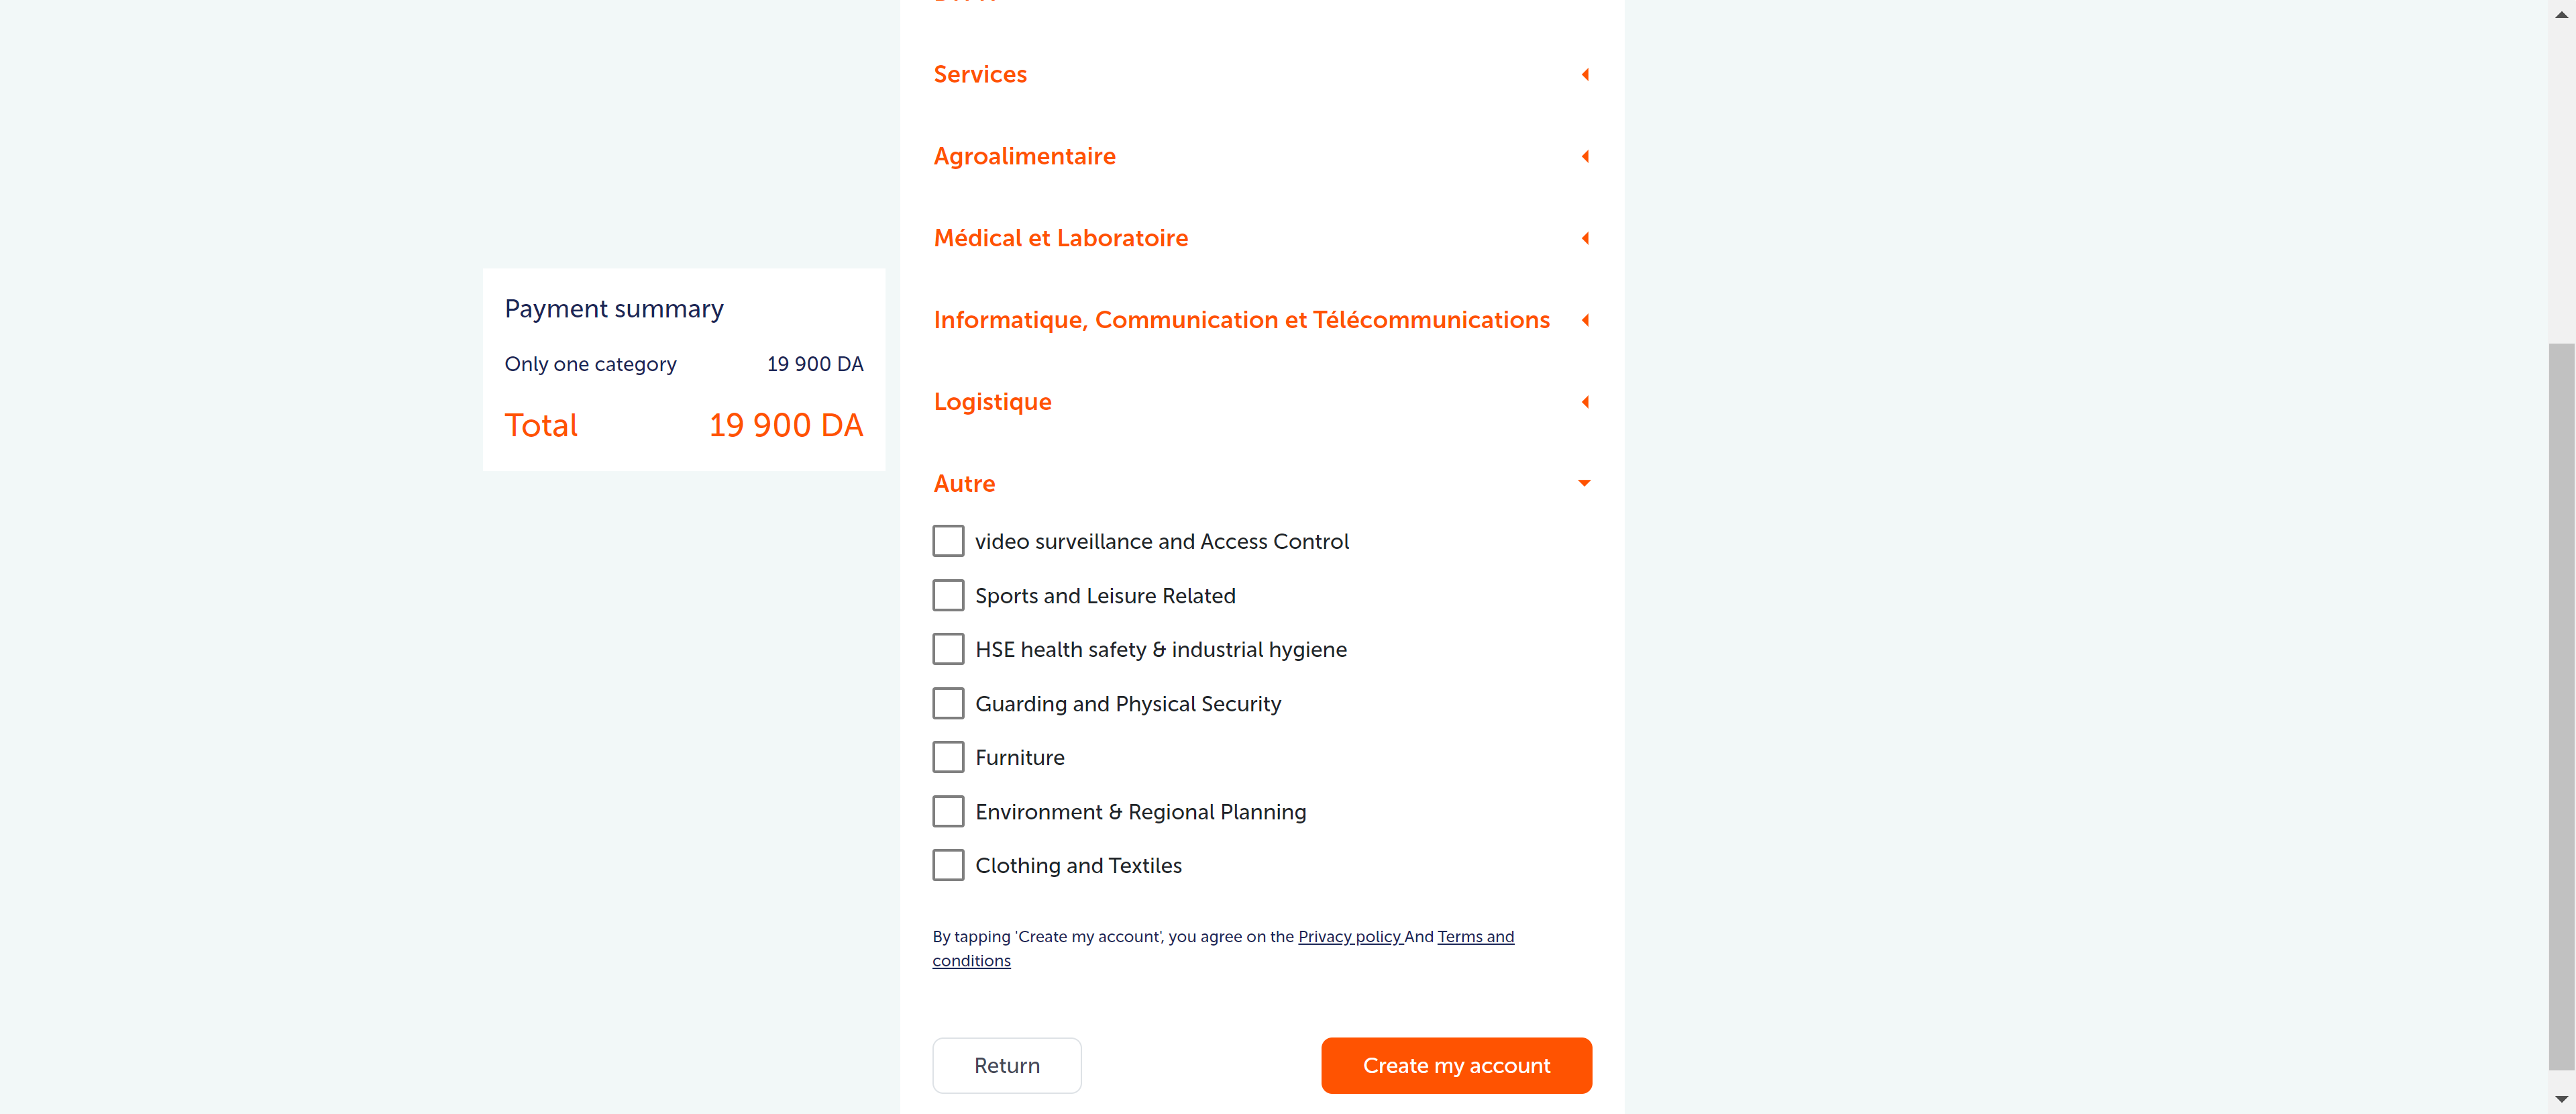 Services
Agroalimentaire
Médical et Laboratoire
Informatique, Communication et Télécommunications
Logistique
Autre
video surveillance and Access Control
Sports and Leisure Related
HSE health safety & industrial hygiene
Guarding and Physical Security
Furniture
Environment & Regional Planning
Clothing and Textiles
By tapping 'Create my account', you agree on the Privacy policy And Terms and
conditions
Return
Create my account
Payment summary
Only one category 19 900 DA
Total 19 900 DA